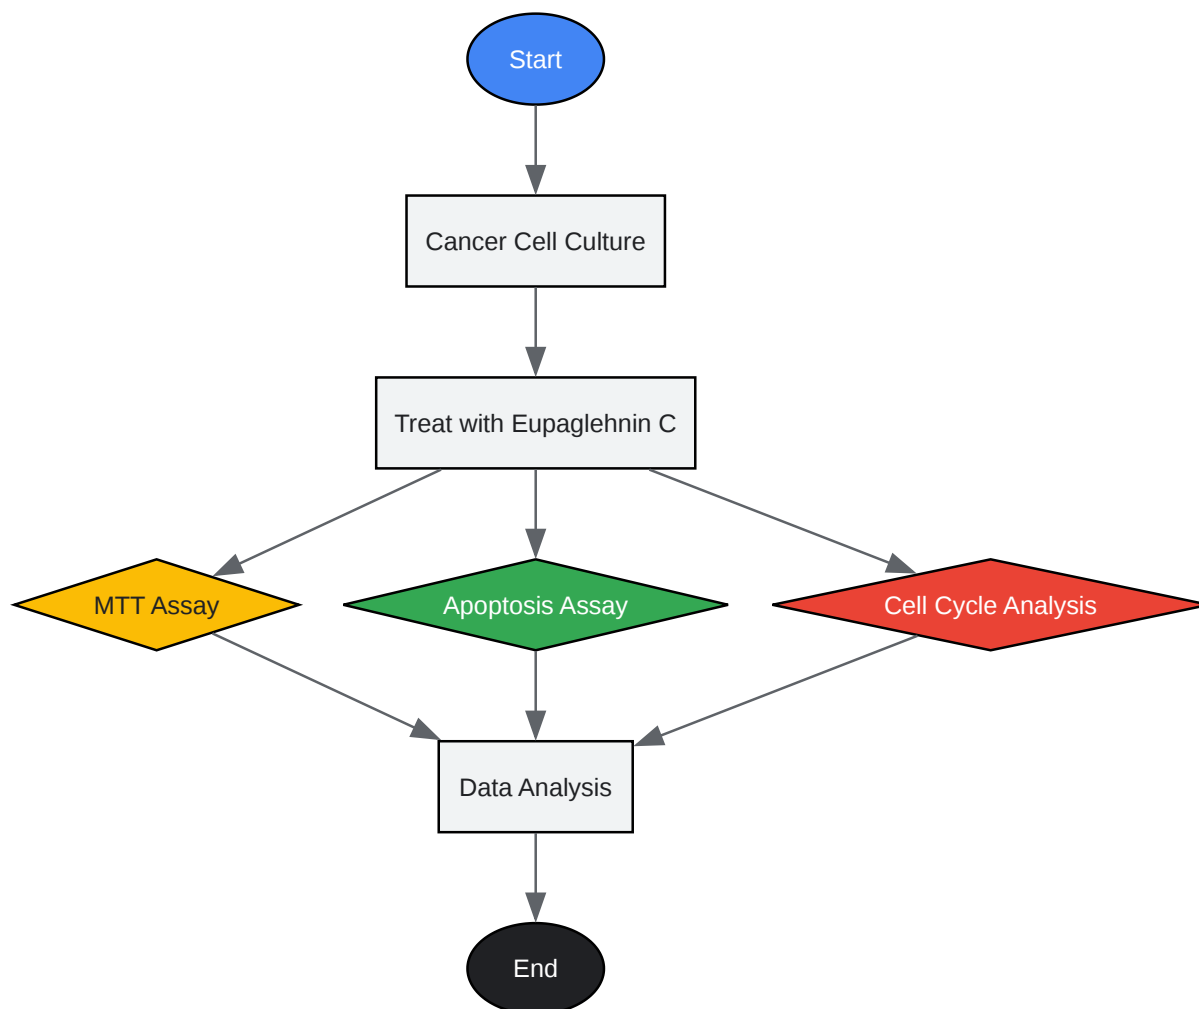 Start
Cancer Cell Culture
Treat with Eupaglehnin C
MTT Assay
Apoptosis Assay
Cell Cycle Analysis
Data Analysis
End